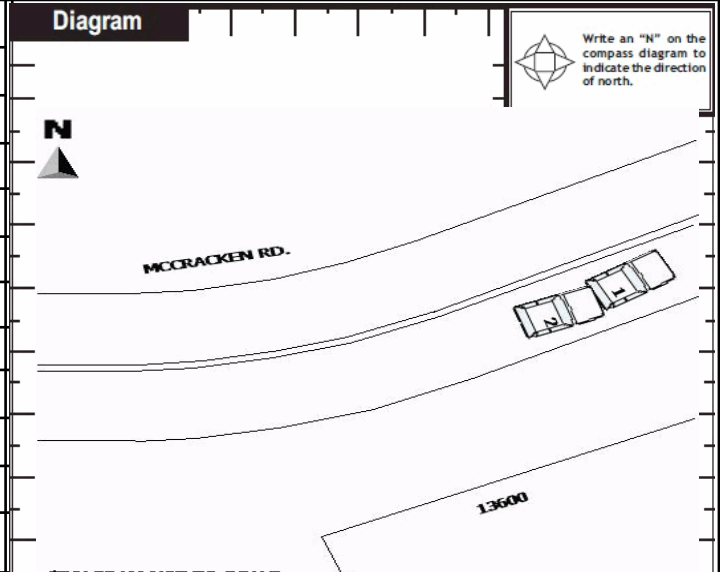 Diagram
Write an “N” on the
compass diagram to
indicate the direction
of north.
N
MCCRACKEN RD.
1
2
13600